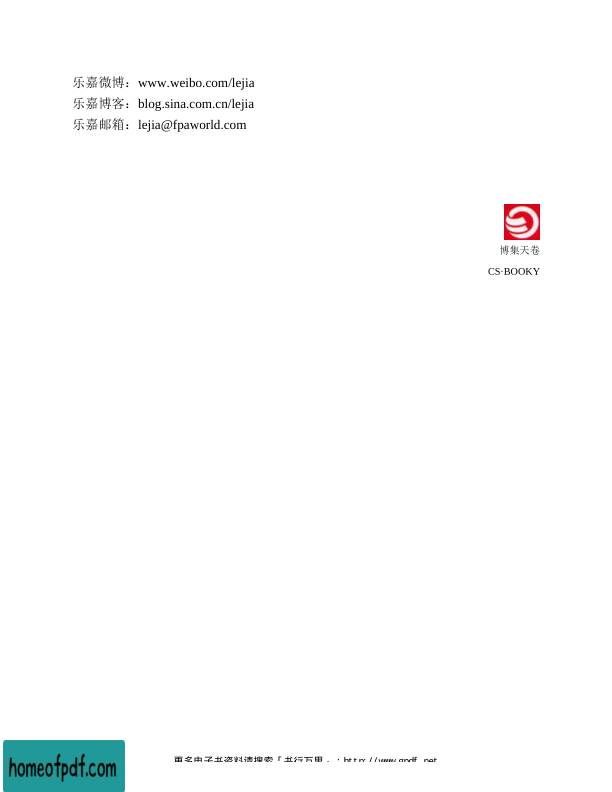 乐嘉微博：www.weibo.com/lejia
乐嘉博客：blog.sina.com.cn/lejia
乐嘉邮箱：lejia@fpaworld.com
博集天卷
CS·BOOKY
更多电子书资料请搜索「书行万里」：http://www.gpdf.net
homeofpdf.com